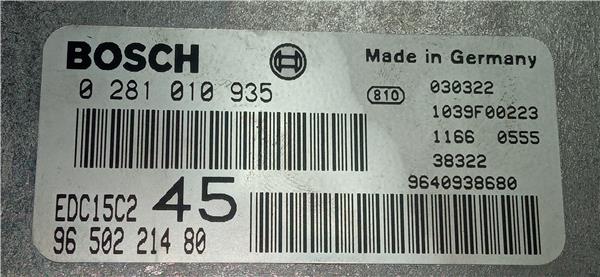 BOSCH
Made in Germany
0 281 010 935
810
030322
1039F00223
1166 0555
38322
9640938680
EDC15C2 45
96 502 214 80